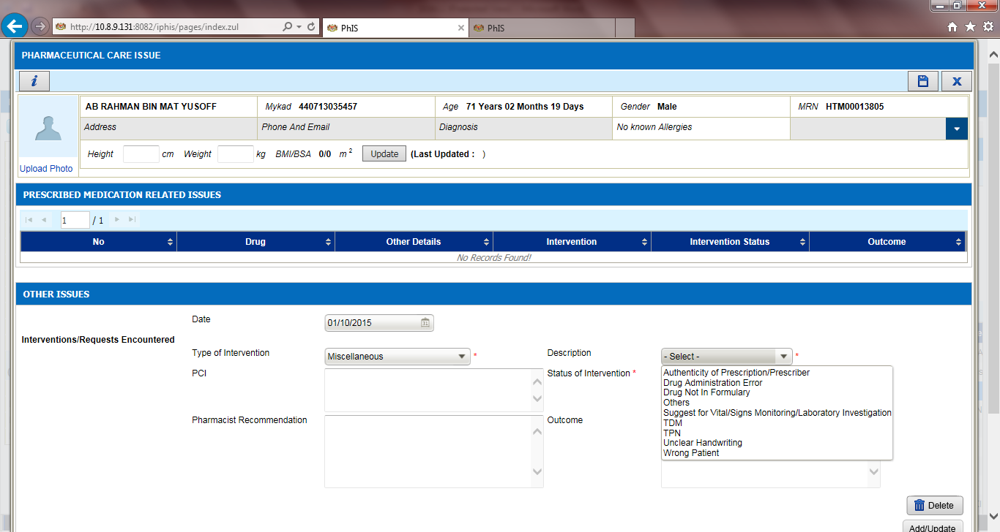 http://10.8.9.131:8082/iphis/pages/index.zul
PhIS
PhIS
PHARMACEUTICAL CARE ISSUE
i
X
AB RAHMAN BIN MAT YUSOFF Mykad 440713035457 Age 71 Years 02 Months 19 Days Gender Male MRN HTM00013805
Address Phone And Email Diagnosis No known Allergies
Height cm Weight kg BMI/BSA 0/0 m 2 Update (Last Updated : )
Upload Photo
PRESCRIBED MEDICATION RELATED ISSUES
1 / 1
No Drug Other Details Intervention Intervention Status Outcome
No Records Found!
OTHER ISSUES
Date 01/10/2015 31
Interventions/Requests Encountered
Type of Intervention Miscellaneous * Description - Select - *
PCI Status of Intervention *
Authenticity of Prescription/Prescriber
Drug Administration Error
Drug Not In Formulary
Others
Suggest for Vital/Signs Monitoring/Laboratory Investigation
TDM
TPN
Unclear Handwriting
Wrong Patient
Pharmacist Recommendation Outcome
Delete
Add/Update